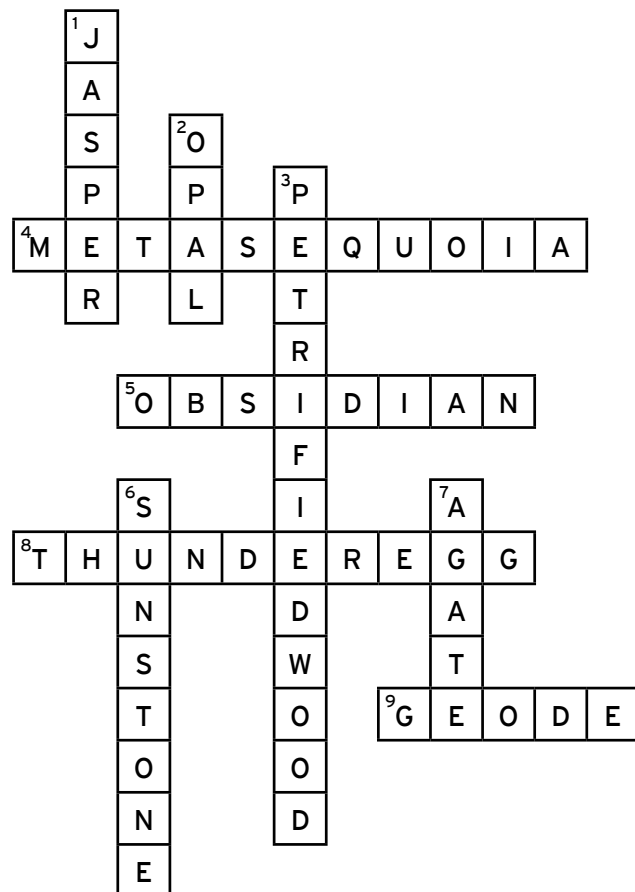 1 J
A
S 2 O
P P 3 P
4 M E T A S E Q U O I A
R L T
R
5 O B S I D I A N
F
6 S I 7 A
8 T H U N D E R E G G
N D A
S W T
T O 9 G E O D E
O O
N D
E